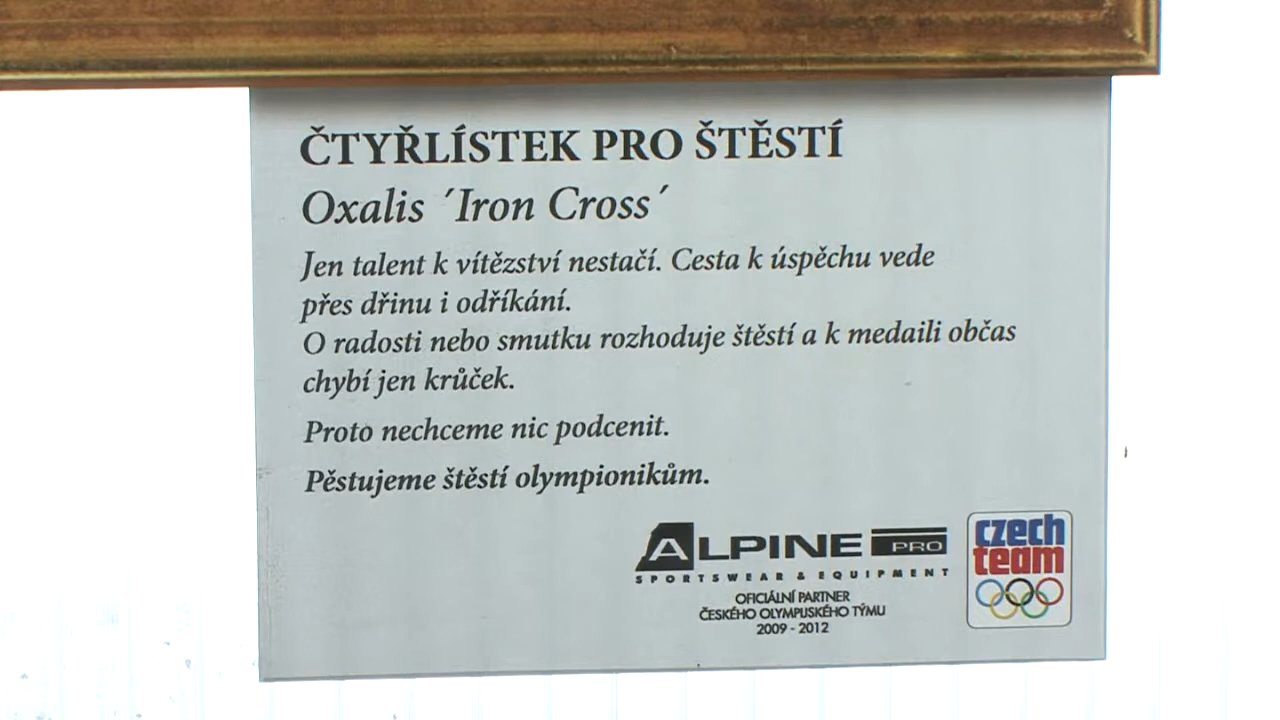 ČTYŘLÍSTEK PRO ŠTĚSTÍ
Oxalis ´Iron Cross´
Jen talent k vítězství nestačí. Cesta k úspěchu vede
přes dřinu i odříkání.
O radosti nebo smutku rozhoduje štěstí a k medaili občas
chybí jen krůček.
Proto nechceme nic podcenit.
Pěstujeme štěstí olympionikům.
ALPINE PRO
SPORTSWEAR & EQUIPMENT
OFICIÁLNÍ PARTNER
ČESKÉHO OLYMPIJSKÉHO TÝMU
2009 - 2012
czech
team